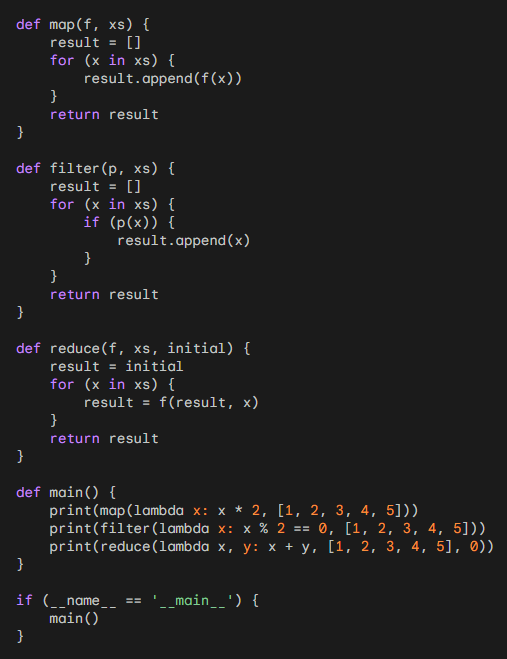 def map(f, xs) {
    result = []
    for (x in xs) {
        result.append(f(x))
    }
    return result
}

def filter(p, xs) {
    result = []
    for (x in xs) {
        if (p(x)) {
            result.append(x)
        }
    }
    return result
}

def reduce(f, xs, initial) {
    result = initial
    for (x in xs) {
        result = f(result, x)
    }
    return result
}

def main() {
    print(map(lambda x: x * 2, [1, 2, 3, 4, 5]))
    print(filter(lambda x: x % 2 == 0, [1, 2, 3, 4, 5]))
    print(reduce(lambda x, y: x + y, [1, 2, 3, 4, 5], 0))
}

if (__name__ == '__main__') {
    main()
}